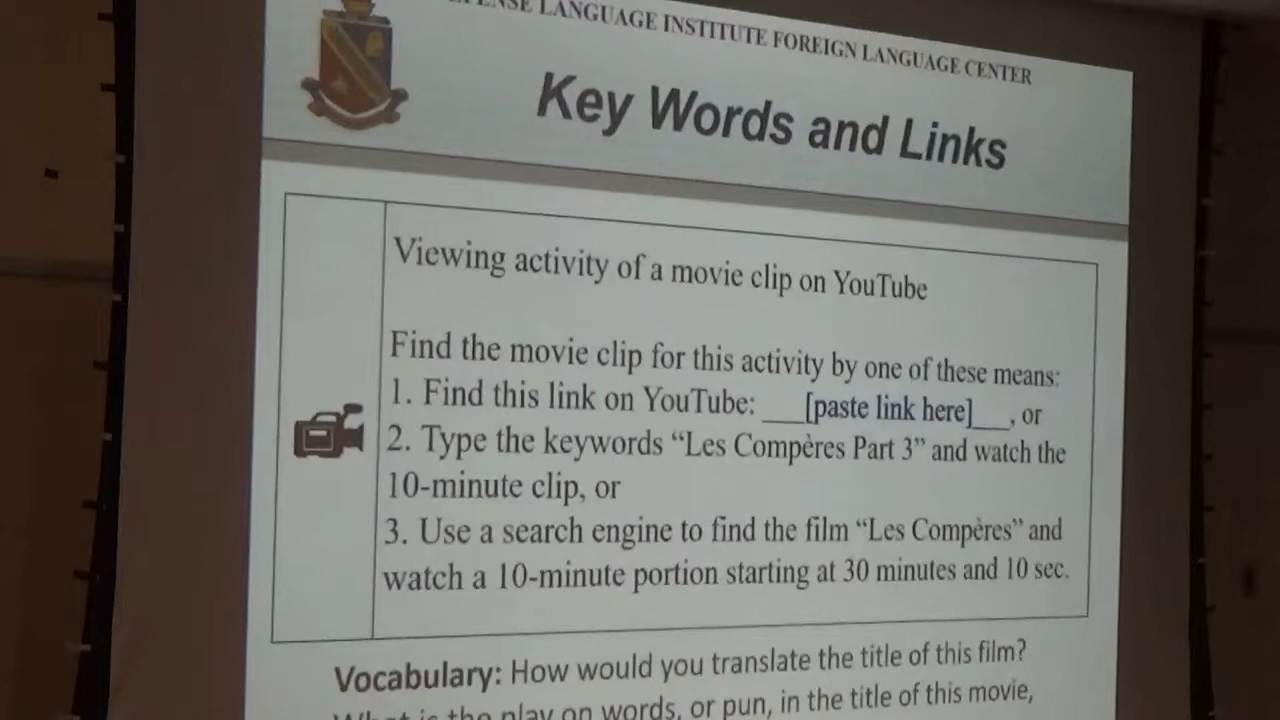 LANGUAGE INSTITUTE FOREIGN LANGUAGE CENTER
Key Words and Links
Viewing activity of a movie clip on YouTube
Find the movie clip for this activity by one of these means:
1. Find this link on YouTube: ___[paste link here]___, or
2. Type the keywords “Les Compères Part 3” and watch the
10-minute clip, or
3. Use a search engine to find the film “Les Compères” and
watch a 10-minute portion starting at 30 minutes and 10 sec.
Vocabulary: How would you translate the title of this film?
What is the play on words, or pun, in the title of this movie,